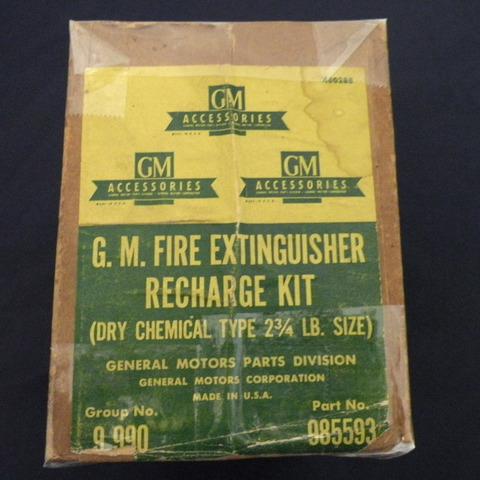 GM
ACCESSORIES
GM
ACCESSORIES
GM
ACCESSORIES
G. M. FIRE EXTINGUISHER
RECHARGE KIT
(DRY CHEMICAL TYPE 2¾ LB. SIZE)
GENERAL MOTORS PARTS DIVISION
GENERAL MOTORS CORPORATION
MADE IN U.S.A.
Group No. Part No.
9.990 985593